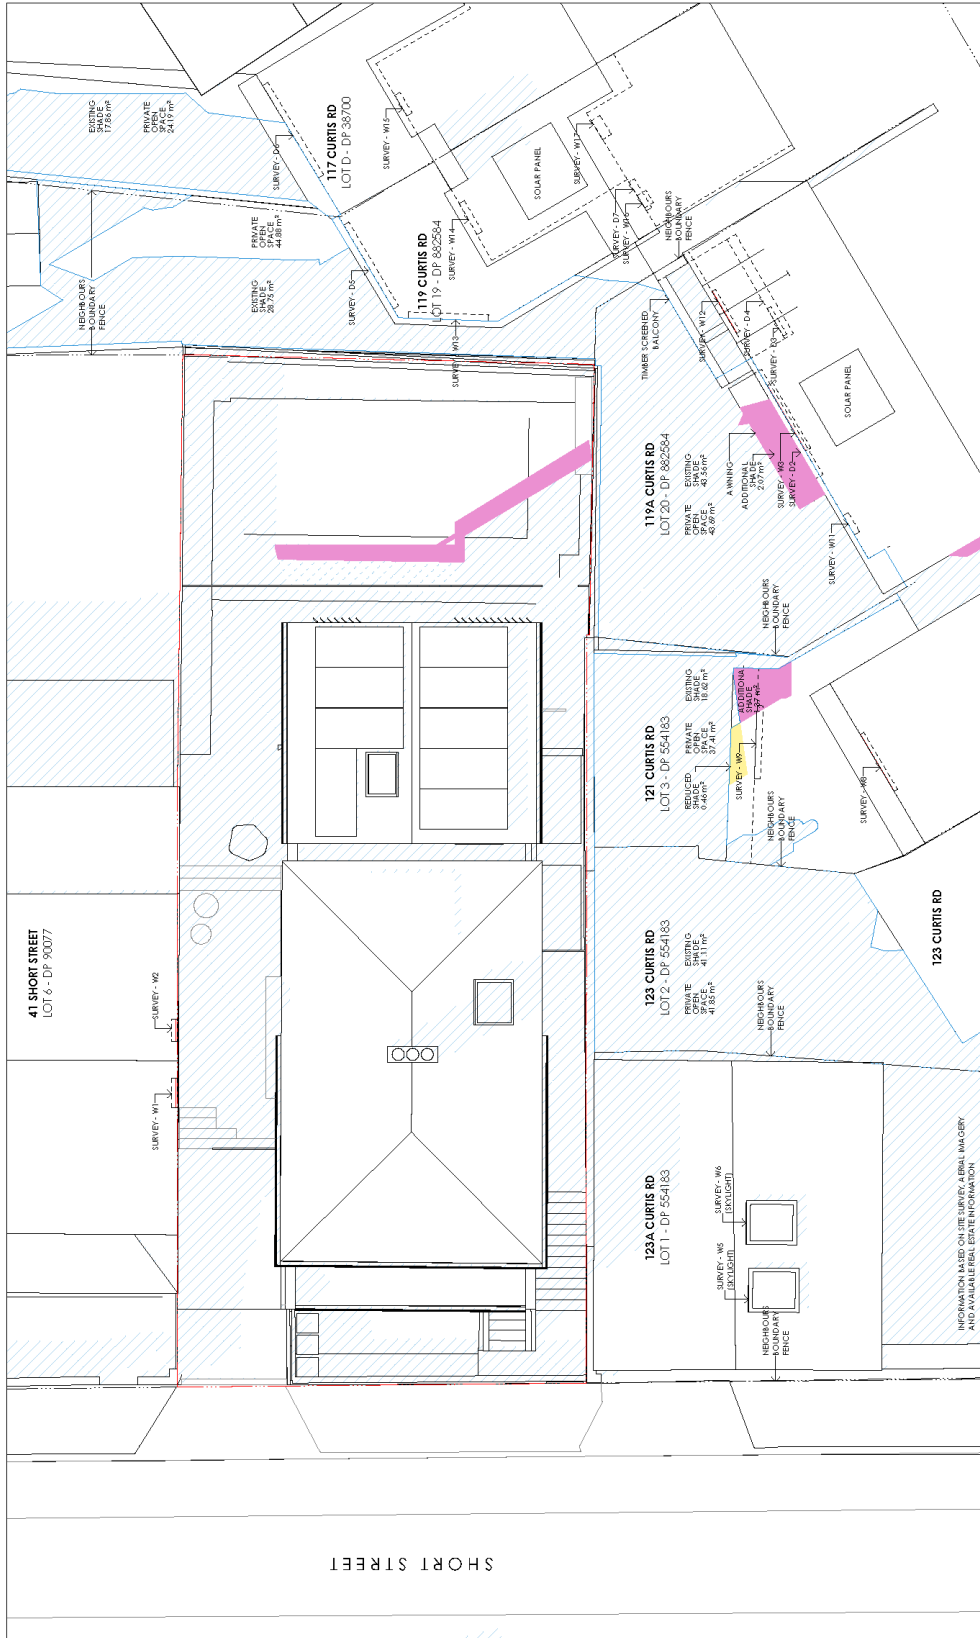 EXISTING
SHADE
17.86 m²
PRIVATE
OPEN
SPACE
24.19 m²
SURVEY - D6
117 CURTIS RD
LOT D - DP 38700
SURVEY - W15
SOLAR PANEL
SURVEY - W17
PRIVATE
OPEN
SPACE
44.88 m²
EXISTING
SHADE
28.75 m²
NEIGHBOURS
BOUNDARY
FENCE
SURVEY - D5
119 CURTIS RD
LOT 19 - DP 882584
SURVEY - W14
SURVEY - W13
SURVEY - D7
SURVEY - W16
NEIGHBOURS
BOUNDARY
FENCE
TIMBER SCREENED
BALCONY
SURVEY - W12
SURVEY - D4
SURVEY - D3
SOLAR PANEL
119A CURTIS RD
LOT 20 - DP 882584
PRIVATE
OPEN
SPACE
43.69 m²
EXISTING
SHADE
43.56 m²
AWNING
ADDITIONAL
SHADE
2.07 m²
SURVEY - W3
SURVEY - D2
SURVEY - W11
NEIGHBOURS
BOUNDARY
FENCE
121 CURTIS RD
LOT 3 - DP 554183
REDUCED
SHADE
0.46 m²
PRIVATE
OPEN
SPACE
37.41 m²
EXISTING
SHADE
18.62 m²
ADDITIONAL
SHADE
SURVEY - W9
SURVEY - W8
NEIGHBOURS
BOUNDARY
FENCE
41 SHORT STREET
LOT 6 - DP 90077
SURVEY - W2
SURVEY - W1
123 CURTIS RD
LOT 2 - DP 554183
PRIVATE
OPEN
SPACE
41.85 m²
EXISTING
SHADE
41.11 m²
NEIGHBOURS
BOUNDARY
FENCE
123 CURTIS RD
123A CURTIS RD
LOT 1 - DP 554183
SURVEY - W6
(SKYLIGHT)
SURVEY - W5
(SKYLIGHT)
NEIGHBOURS
BOUNDARY
FENCE
INFORMATION BASED ON SITE SURVEY, AERIAL IMAGERY
AND AVAILABLE REAL ESTATE INFORMATION
SHORT STREET